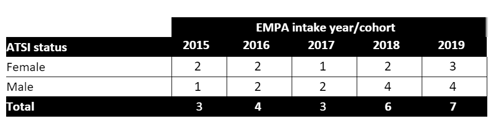 EMPA intake year/cohort
ATSI status 2015 2016 2017 2018 2019
Female 2 2 1 2 3
Male 1 2 2 4 4
Total 3 4 3 6 7